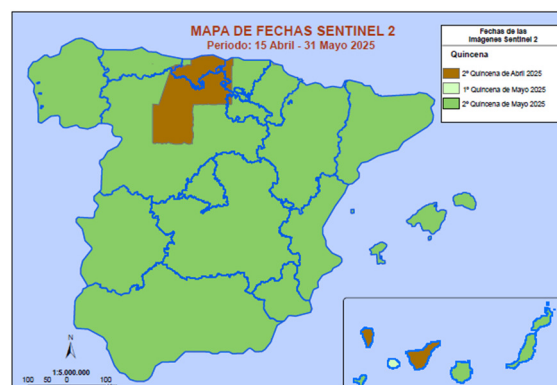 MAPA DE FECHAS SENTINEL 2
Periodo: 15 Abril - 31 Mayo 2025
Fechas de las
Imágenes Sentinel 2
Quincena
2ª Quincena de Abril 2025
1ª Quincena de Mayo 2025
2ª Quincena de Mayo 2025
N
1:5.000.000
100 50 0 100